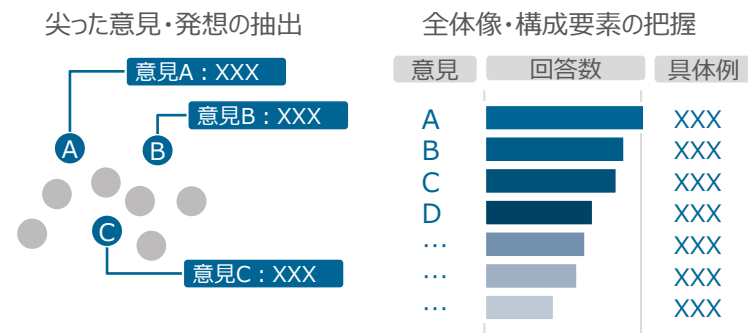 尖った意見・発想の抽出
意見A：XXX
意見B：XXX
A
B
C
意見C：XXX
全体像・構成要素の把握
意見 回答数 具体例
A XXX
B XXX
C XXX
D XXX
… XXX
… XXX
… XXX